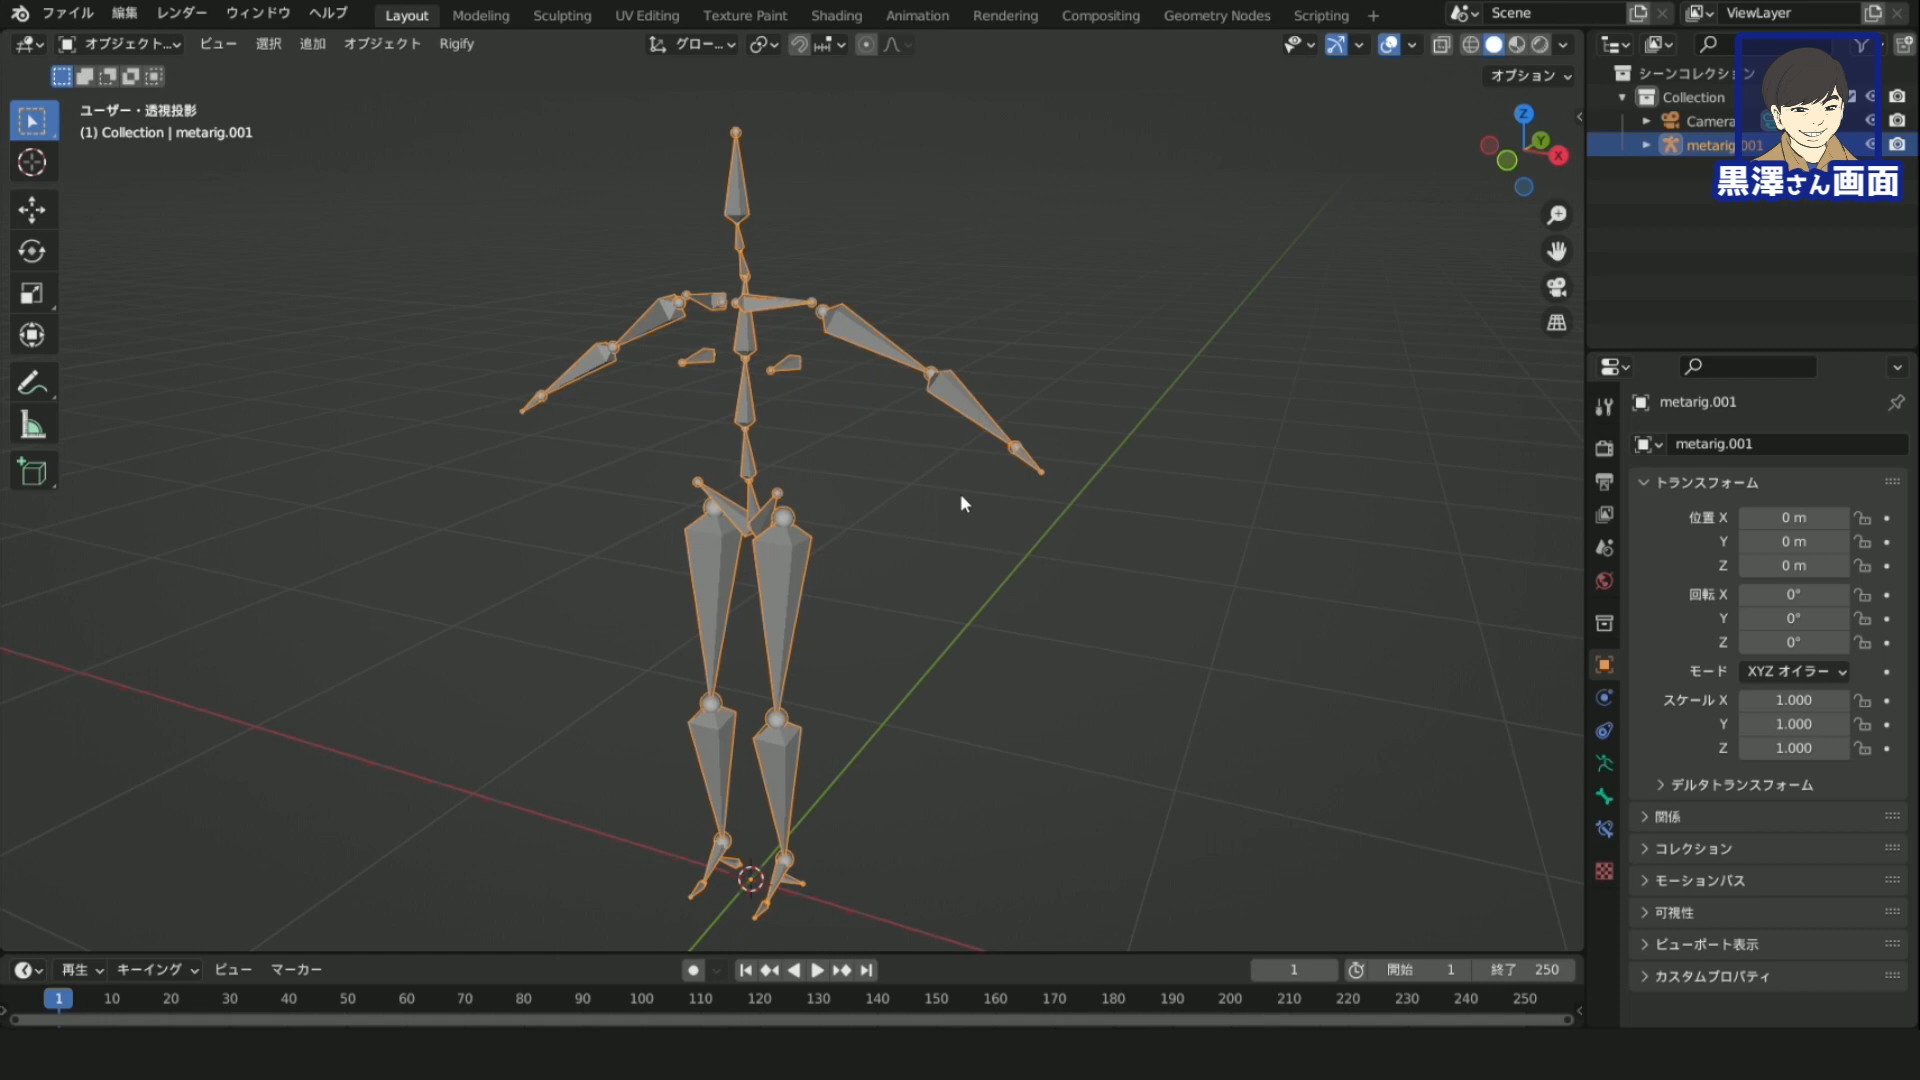 ファイル 編集 レンダー ウィンドウ ヘルプ Layout Modeling Sculpting UV Editing Texture Paint Shading Animation Rendering Compositing Geometry Nodes Scripting + Scene ViewLayer
オブジェクト... ビュー 選択 追加 オブジェクト Rigify グロー...
オプション
ユーザー・透視投影
(1) Collection | metarig.001
Z
Y
X
シーンコレクション
Collection
Camera
metarig.001
黒澤さん画面
metarig.001
metarig.001
トランスフォーム
位置 X 0 m
Y 0 m
Z 0 m
回転 X 0°
Y 0°
Z 0°
モード XYZ オイラー
スケール X 1.000
Y 1.000
Z 1.000
デルタトランスフォーム
関係
コレクション
モーションパス
可視性
ビューポート表示
カスタムプロパティ
再生 キーイング ビュー マーカー 1 開始 1 終了 250
1 10 20 30 40 50 60 70 80 90 100 110 120 130 140 150 160 170 180 190 200 210 220 230 240 250